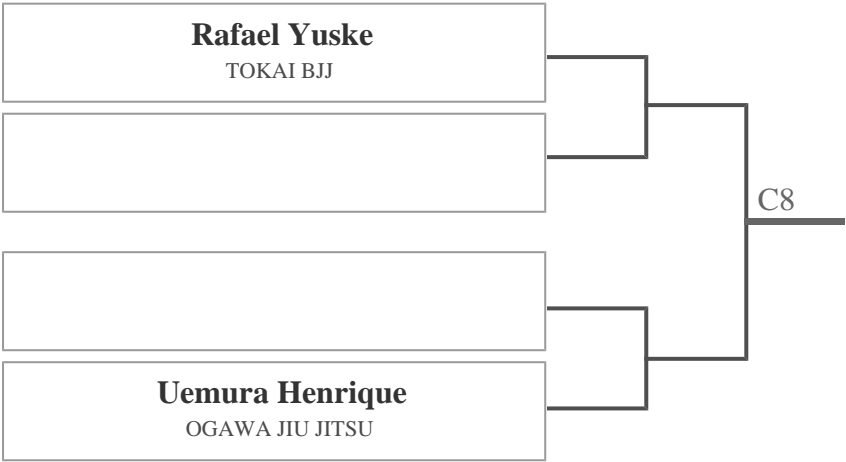 Rafael Yuske
TOKAI BJJ
C8
Uemura Henrique
OGAWA JIU JITSU